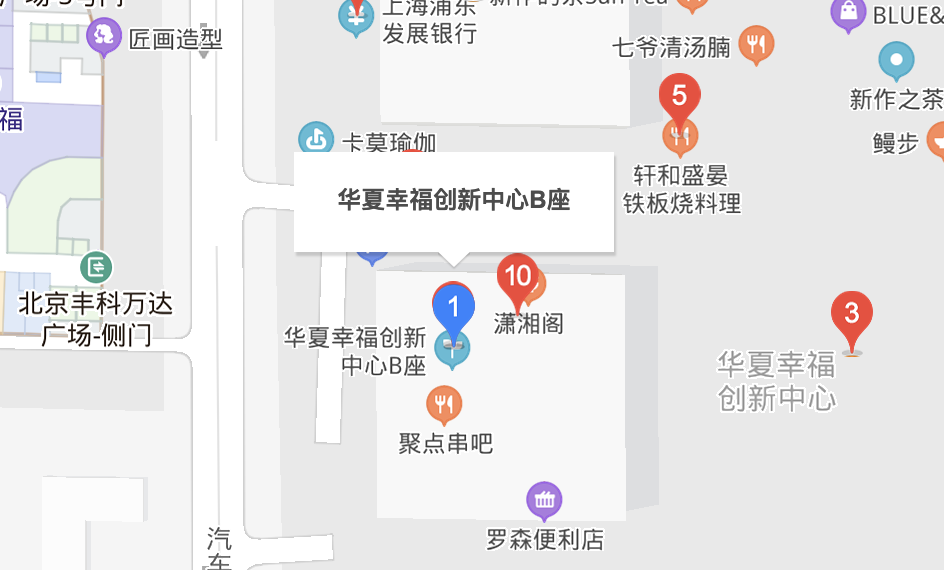 匠画造型
上海浦东
发展银行
七爷清汤腩
BLUE&
新作之茶
福
卡莫瑜伽
5
鳗步
轩和盛晏
铁板烧料理
华夏幸福创新中心B座
北京丰科万达
广场-侧门
10
1
3
潇湘阁
华夏幸福创新
中心B座
华夏幸福
创新中心
聚点串吧
罗森便利店
汽
车